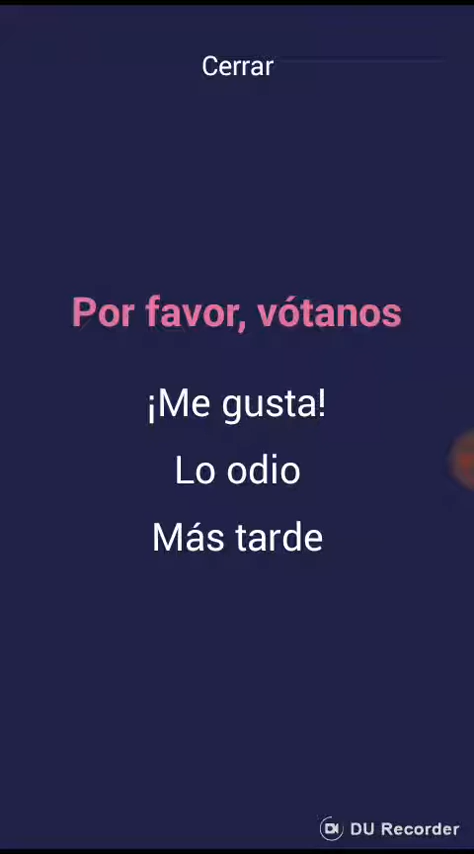 Cerrar
Por favor, vótanos
¡Me gusta!
Lo odio
Más tarde
DU Recorder